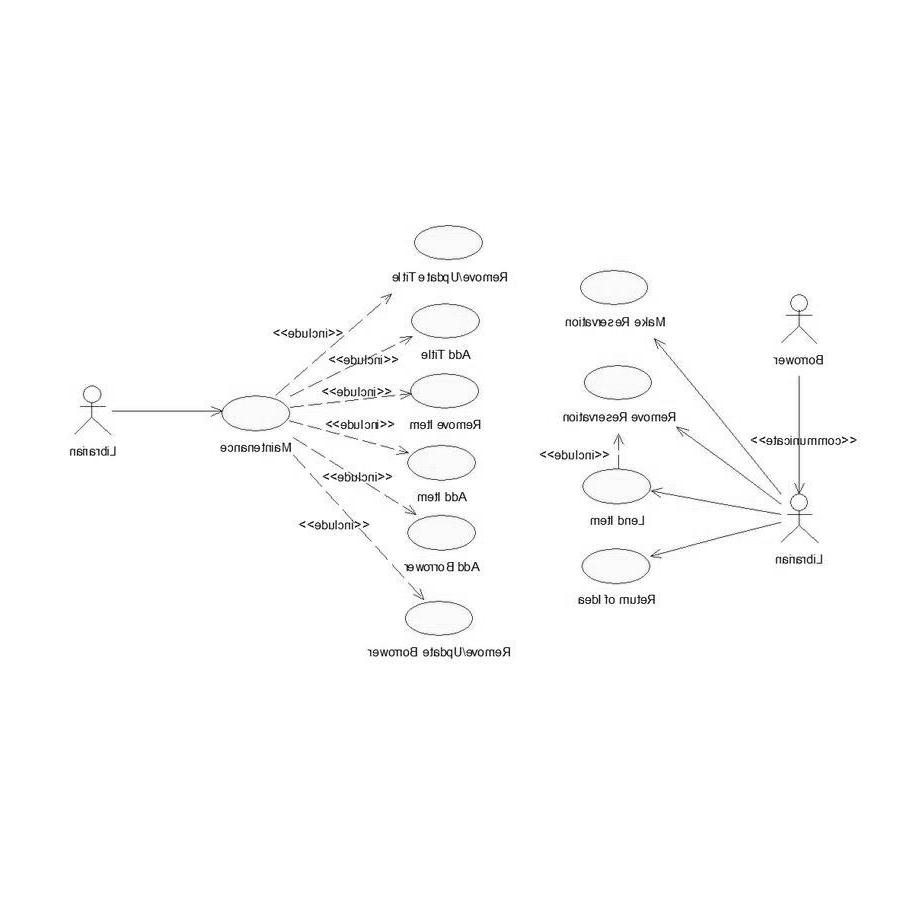 Remove/Update Title
Make Reservation
<<include>>
Borrower
Add Title
<<include>>
<<include>>
Remove Reservation
Remove Item
<<include>>
<<communicate>>
Maintenance
Librarian
<<include>>
<<include>>
Add Item
Lend Item
<<include>>
Librarian
Add Borrower
Return of Idea
Remove/Update Borrower